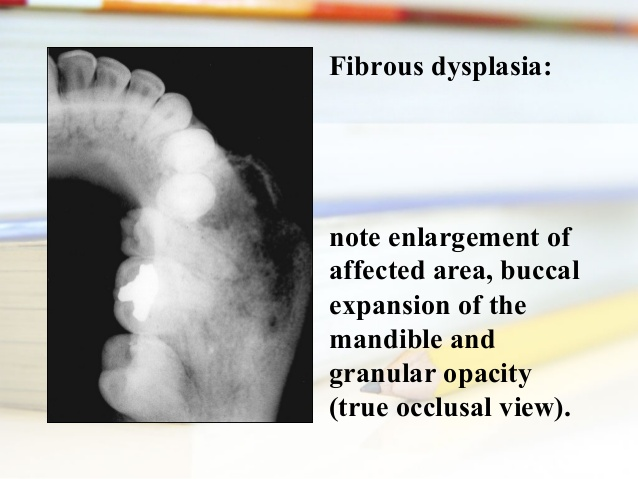 Fibrous dysplasia:
note enlargement of
affected area, buccal
expansion of the
mandible and
granular opacity
(true occlusal view).